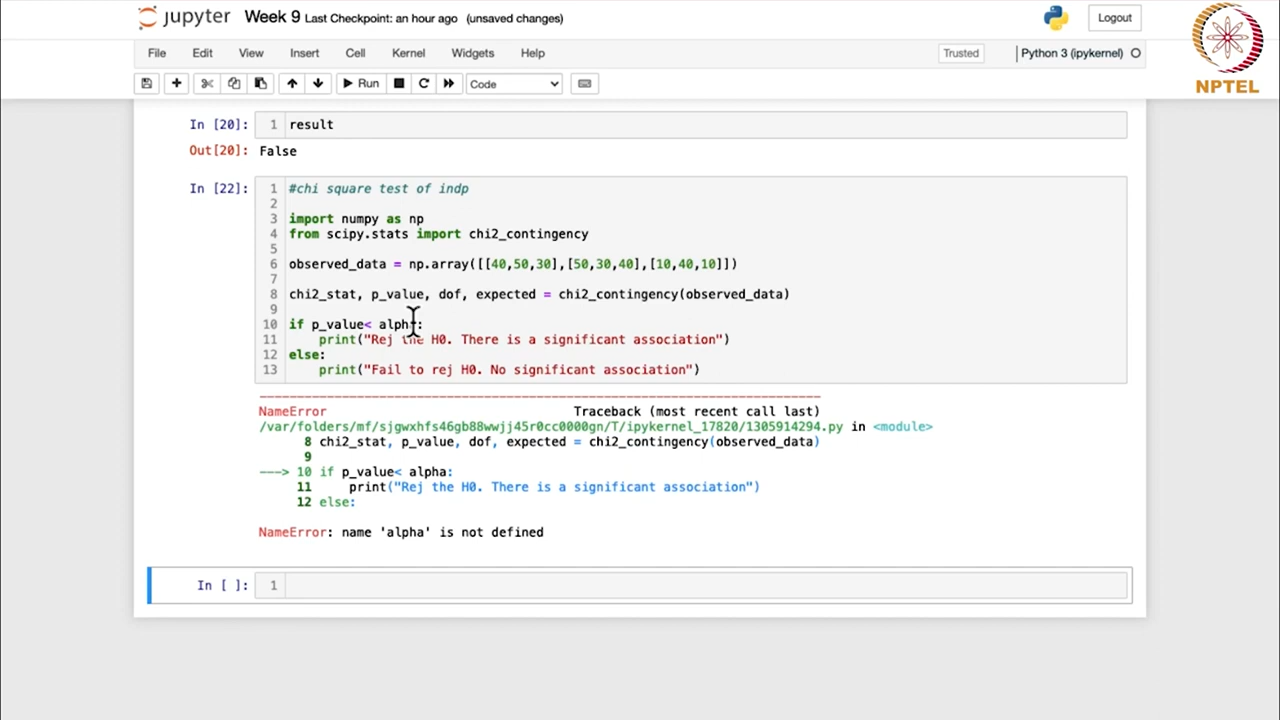 jupyter Week 9 Last Checkpoint: an hour ago (unsaved changes) Logout
File Edit View Insert Cell Kernel Widgets Help Trusted Python 3 (ipykernel)
Run Code
NPTEL
In [20]: 1 result
Out[20]: False
In [22]: 1 #chi square test of indp
2
3 import numpy as np
4 from scipy.stats import chi2_contingency
5
6 observed_data = np.array([[40,50,30],[50,30,40],[10,40,10]])
7
8 chi2_stat, p_value, dof, expected = chi2_contingency(observed_data)
9
10 if p_value< alpha:
11 print("Rej the H0. There is a significant association")
12 else:
13 print("Fail to rej H0. No significant association")
NameError Traceback (most recent call last)
/var/folders/mf/sjgwxhfs46gb88wwjj45r0cc0000gn/T/ipykernel_17820/1305914294.py in <module>
8 chi2_stat, p_value, dof, expected = chi2_contingency(observed_data)
9
---> 10 if p_value< alpha:
11 print("Rej the H0. There is a significant association")
12 else:
NameError: name 'alpha' is not defined
In [ ]: 1